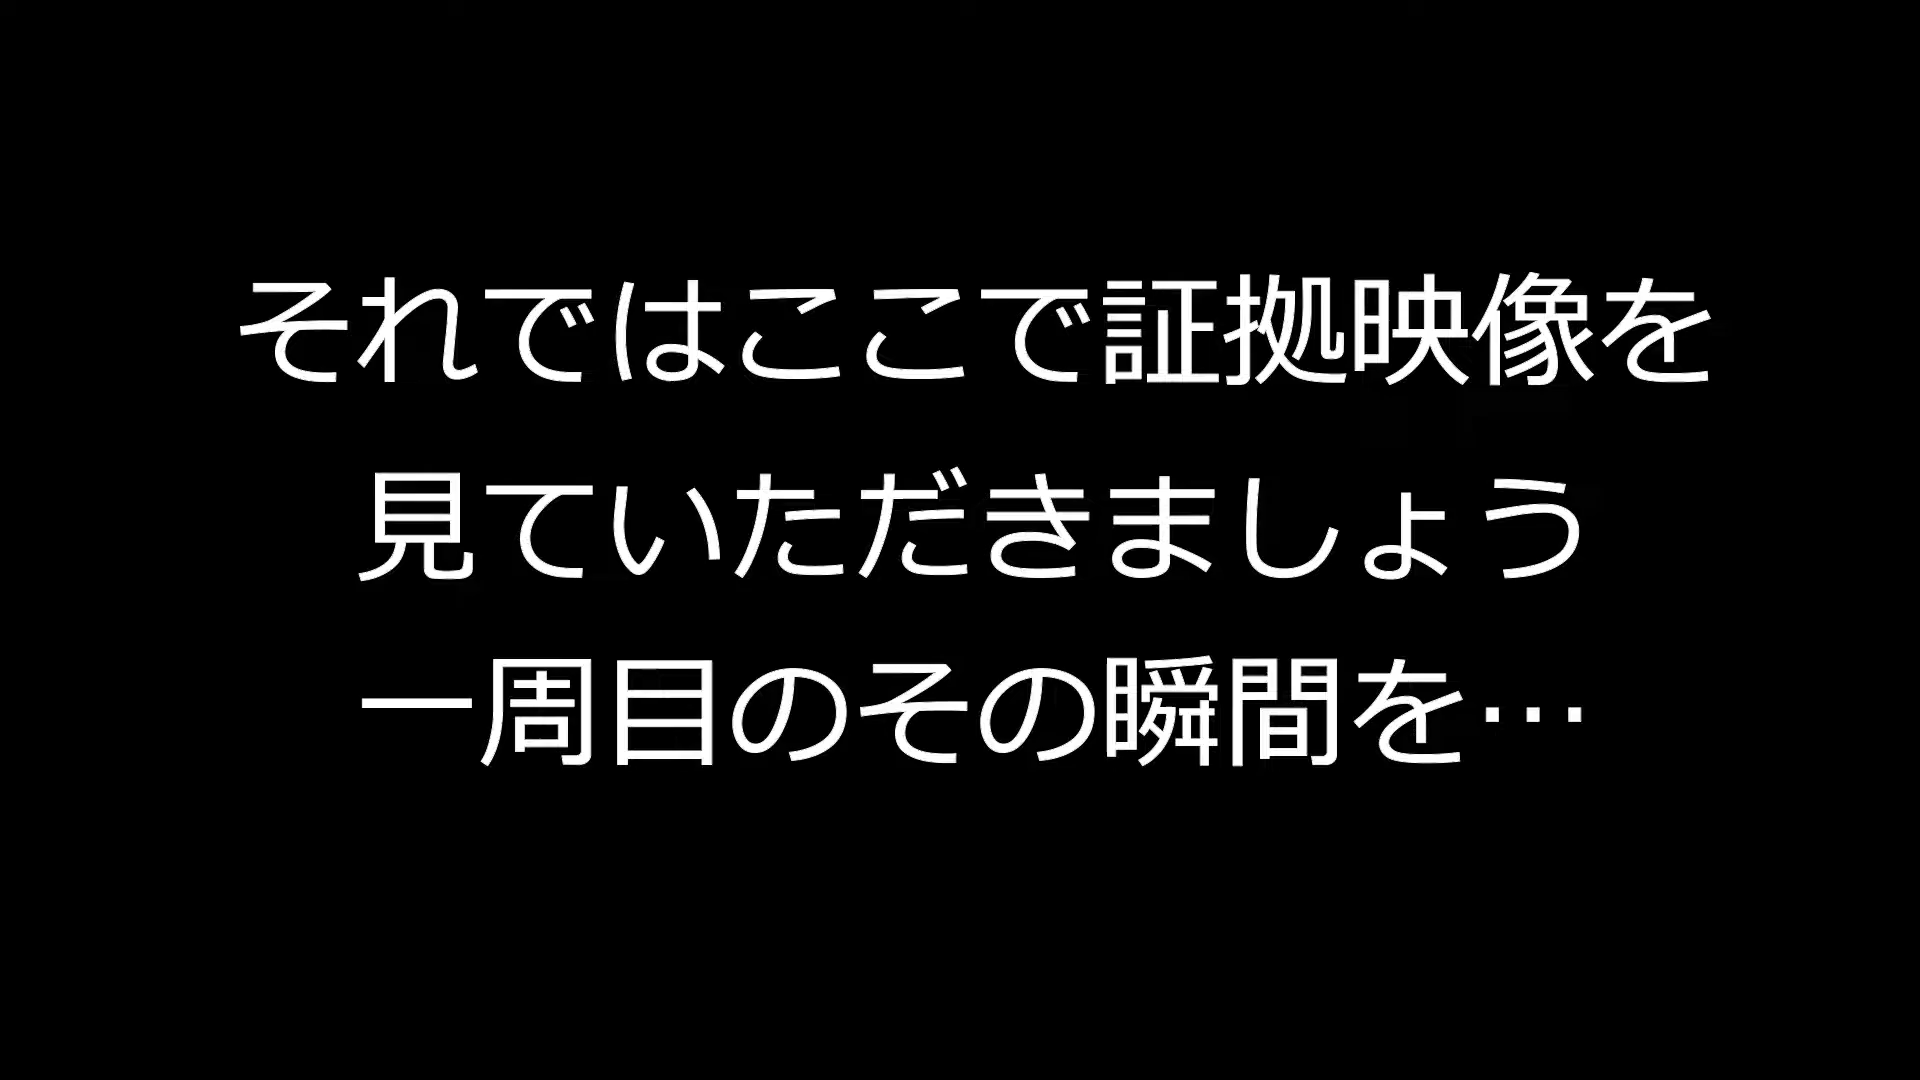 それではここで証拠映像を
見ていただきましょう
一周目のその瞬間を…